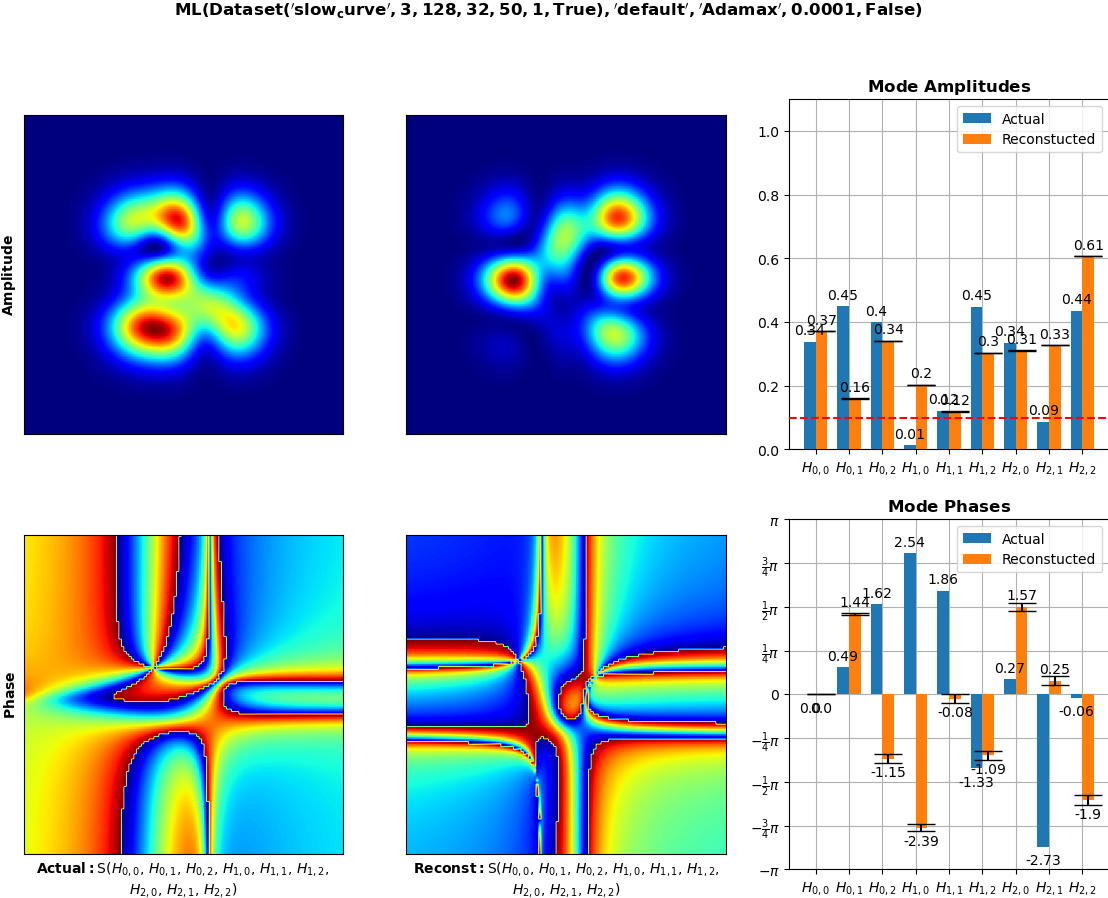 ML(Dataset('slow_curve', 3, 128, 32, 50, 1, True), 'default', 'Adamax', 0.0001, False)
Amplitude
Mode Amplitudes
Actual
Reconstucted
1.0
0.8
0.6
0.4
0.2
0.0
0.34
0.37
0.45
0.16
0.4
0.34
0.01
0.2
0.12
0.12
0.45
0.3
0.34
0.31
0.09
0.33
0.44
0.61
H0,0 H0,1 H0,2 H1,0 H1,1 H1,2 H2,0 H2,1 H2,2
Phase
Actual: S(H0,0, H0,1, H0,2, H1,0, H1,1, H1,2,
H2,0, H2,1, H2,2)
Reconst: S(H0,0, H0,1, H0,2, H1,0, H1,1, H1,2,
H2,0, H2,1, H2,2)
Mode Phases
Actual
Reconstucted
π
3/4π
1/2π
1/4π
0
−1/4π
−1/2π
−3/4π
−π
0.0
0.0
0.49
1.44
1.62
-1.15
2.54
-2.39
1.86
-0.08
-1.33
-1.09
0.27
1.57
-2.73
0.25
-0.06
-1.9
H0,0 H0,1 H0,2 H1,0 H1,1 H1,2 H2,0 H2,1 H2,2